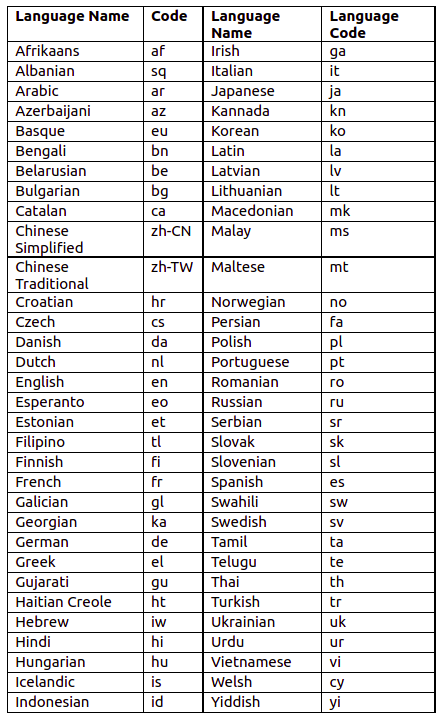 Language Name Code Language Name Language Code
Afrikaans af Irish ga
Albanian sq Italian it
Arabic ar Japanese ja
Azerbaijani az Kannada kn
Basque eu Korean ko
Bengali bn Latin la
Belarusian be Latvian lv
Bulgarian bg Lithuanian lt
Catalan ca Macedonian mk
Chinese Simplified zh-CN Malay ms
Chinese Traditional zh-TW Maltese mt
Croatian hr Norwegian no
Czech cs Persian fa
Danish da Polish pl
Dutch nl Portuguese pt
English en Romanian ro
Esperanto eo Russian ru
Estonian et Serbian sr
Filipino tl Slovak sk
Finnish fi Slovenian sl
French fr Spanish es
Galician gl Swahili sw
Georgian ka Swedish sv
German de Tamil ta
Greek el Telugu te
Gujarati gu Thai th
Haitian Creole ht Turkish tr
Hebrew iw Ukrainian uk
Hindi hi Urdu ur
Hungarian hu Vietnamese vi
Icelandic is Welsh cy
Indonesian id Yiddish yi